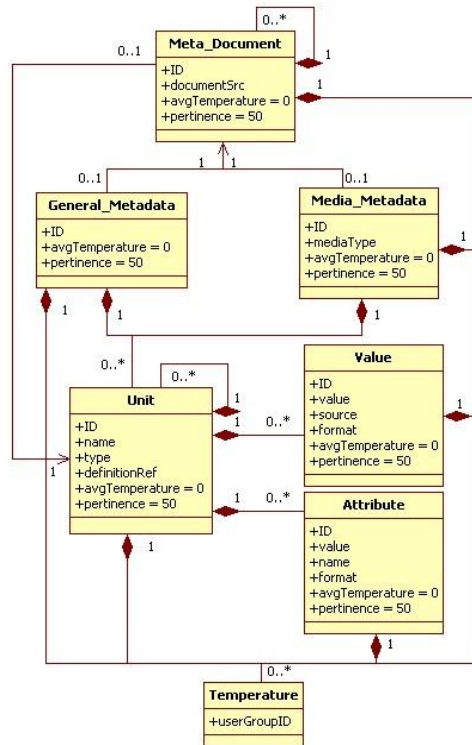 0..*
0..1
Meta_Document
1
+ID
+documentSrc
+avgTemperature = 0
+pertinence = 50
1
1
1
0..1
0..1
General_Metadata
+ID
+avgTemperature = 0
+pertinence = 50
Media_Metadata
+ID
+mediaType
+avgTemperature = 0
+pertinence = 50
1
1
1
1
0..*
0..*
Unit
+ID
+name
+type
+definitionRef
+avgTemperature = 0
+pertinence = 50
1
1
0..*
1
Value
+ID
+value
+source
+format
+avgTemperature = 0
+pertinence = 50
1
1
0..*
Attribute
+ID
+value
+name
+format
+avgTemperature = 0
+pertinence = 50
1
1
0..*
Temperature
+userGroupID